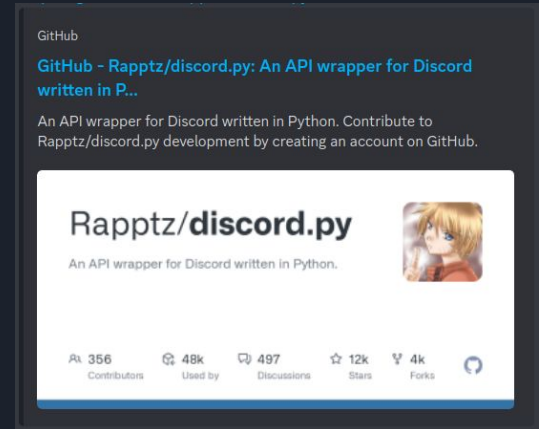 GitHub
GitHub - Rapptz/discord.py: An API wrapper for Discord
written in P...
An API wrapper for Discord written in Python. Contribute to
Rapptz/discord.py development by creating an account on GitHub.
Rapptz/discord.py
An API wrapper for Discord written in Python.
356 48k 497 12k 4k
Contributors Used by Discussions Stars Forks